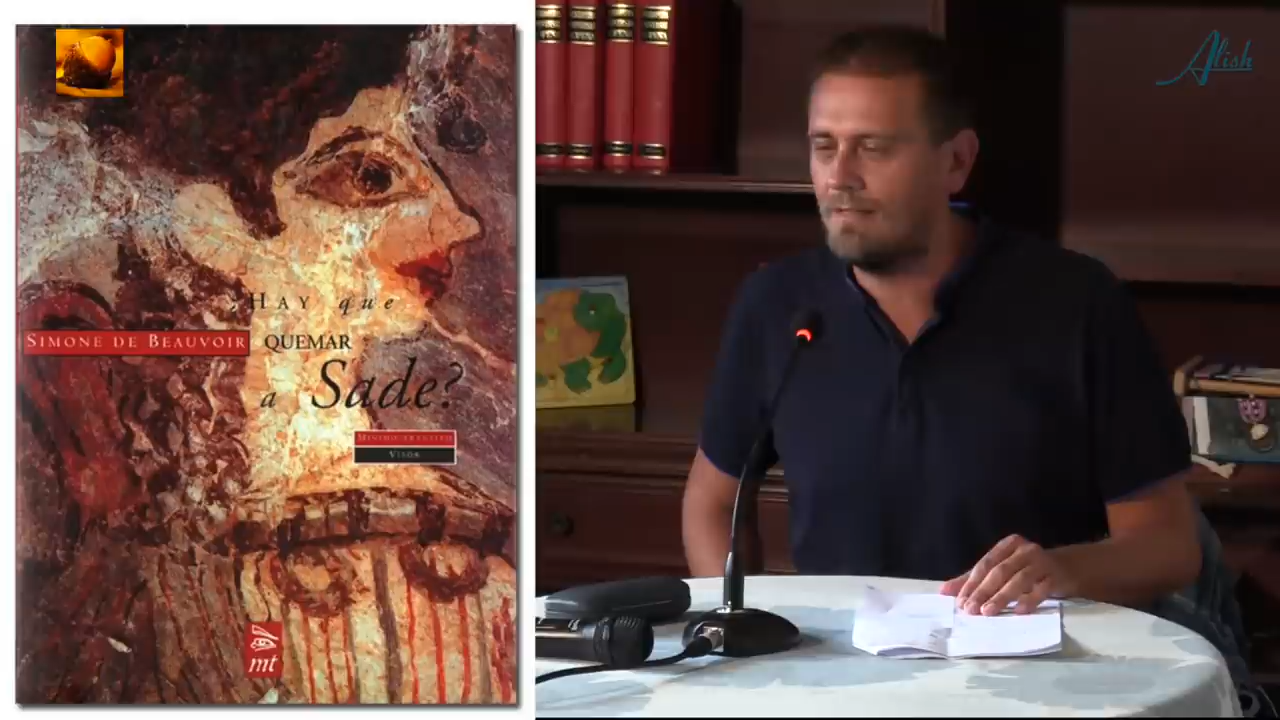 ¿HAY que
SIMONE DE BEAUVOIR
QUEMAR
a Sade?
VISOR
mt
Alish